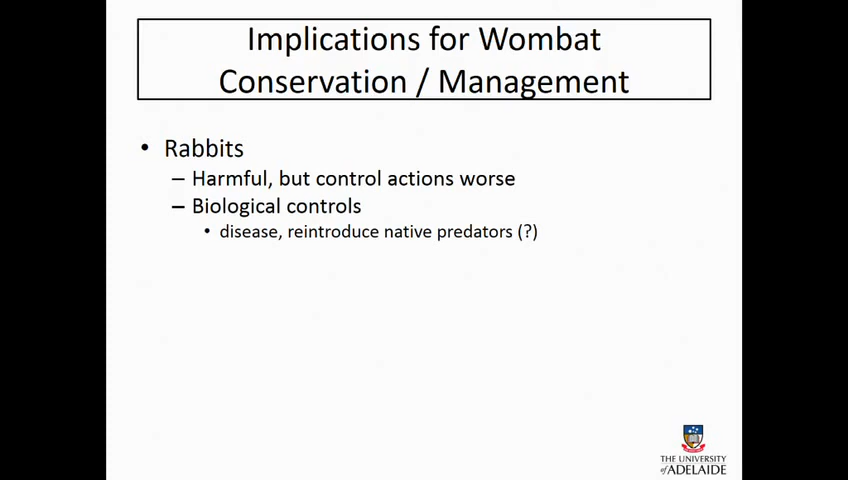 Implications for Wombat
Conservation / Management
• Rabbits
– Harmful, but control actions worse
– Biological controls
• disease, reintroduce native predators (?)
THE UNIVERSITY
of ADELAIDE